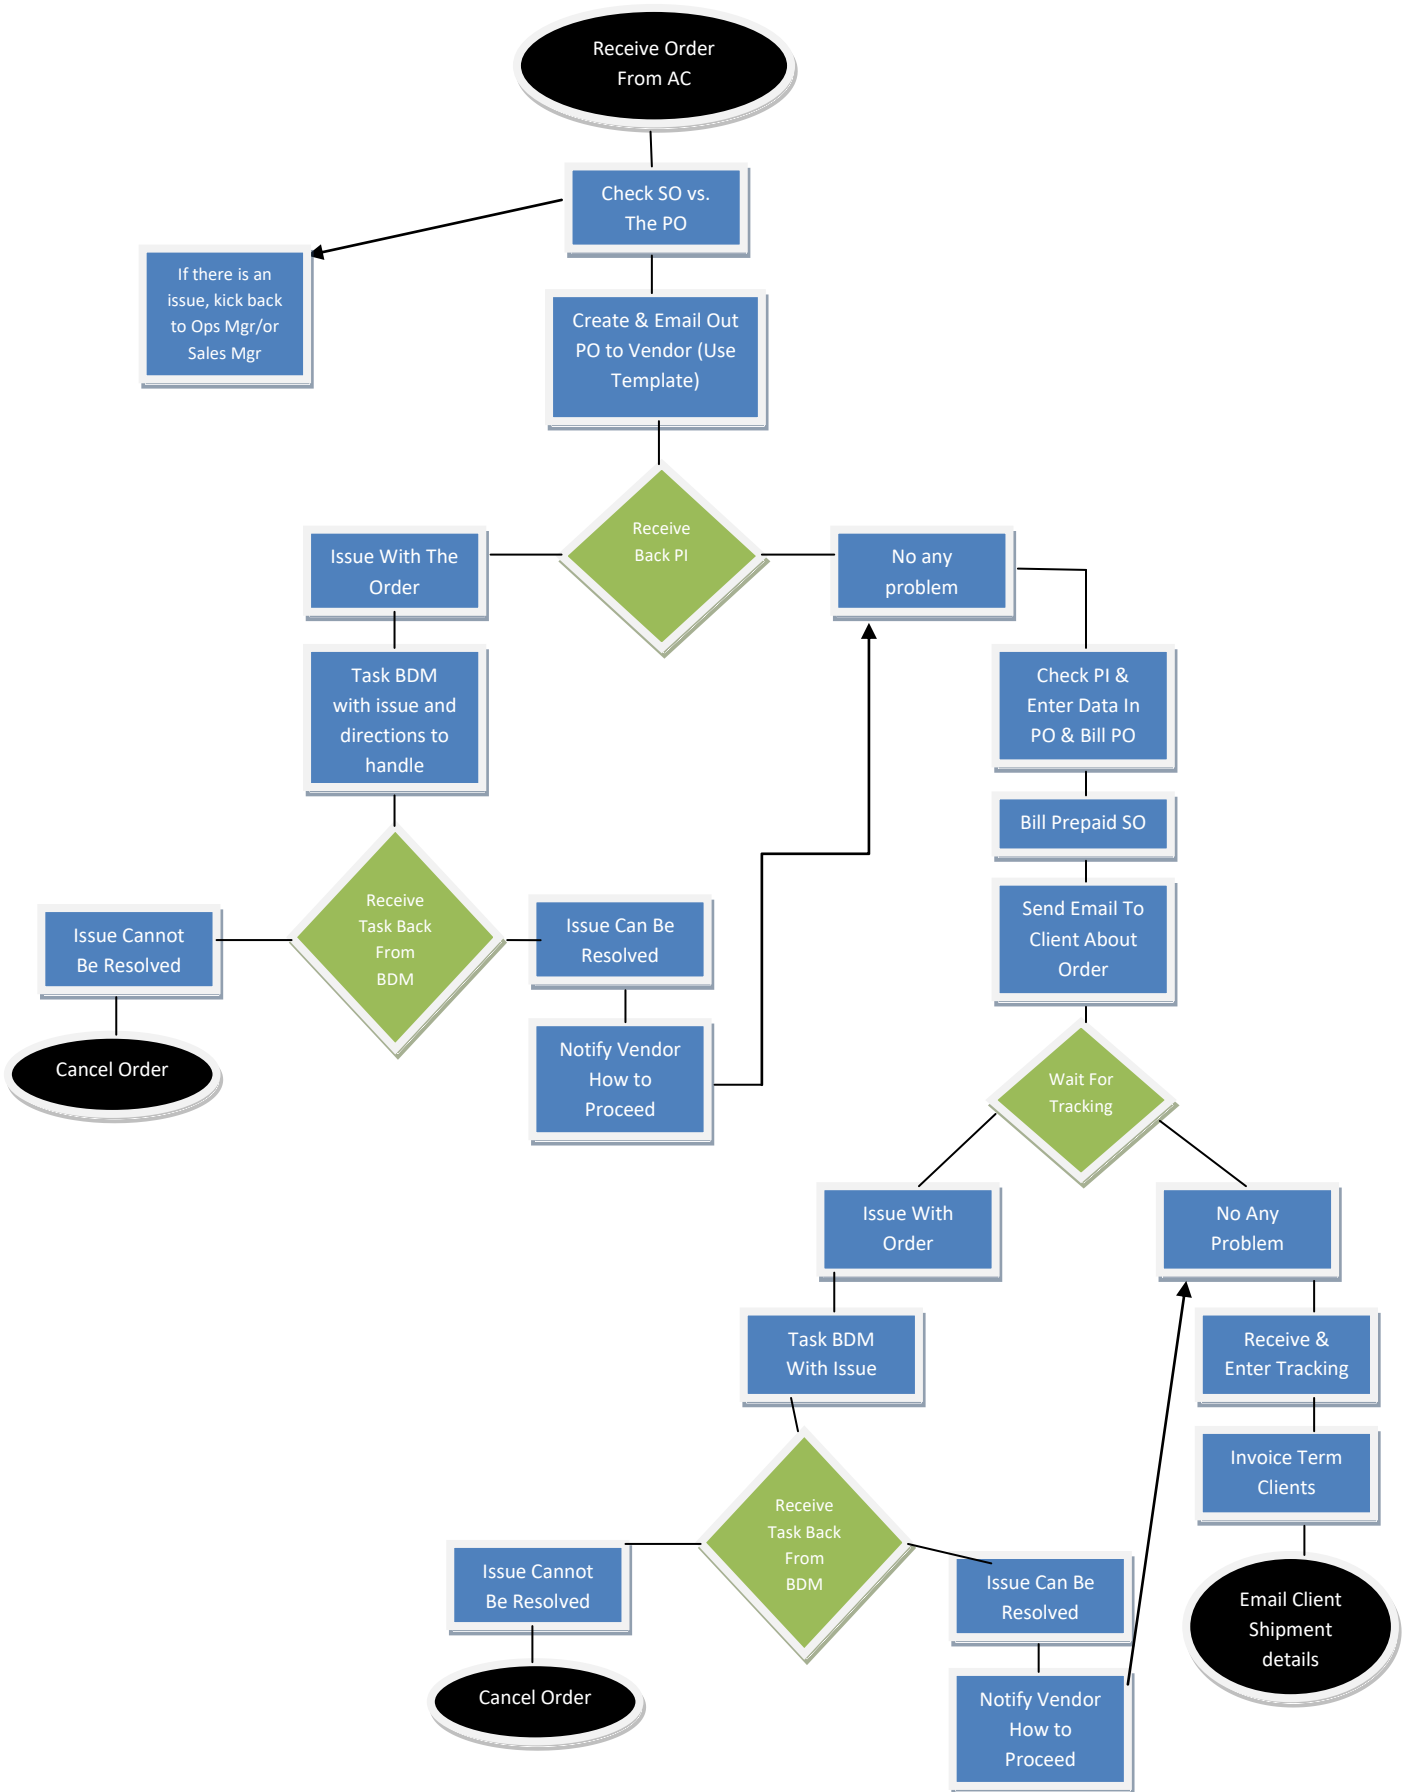 Receive Order
From AC
Check SO vs.
The PO
If there is an
issue, kick back
to Ops Mgr/or
Sales Mgr
Create & Email Out
PO to Vendor (Use
Template)
Receive
Back PI
Issue With The
Order
No any
problem
Task BDM
with issue and
directions to
handle
Check PI &
Enter Data In
PO & Bill PO
Bill Prepaid SO
Receive
Task Back
From
BDM
Issue Cannot
Be Resolved
Issue Can Be
Resolved
Send Email To
Client About
Order
Cancel Order
Notify Vendor
How to
Proceed
Wait For
Tracking
Issue With
Order
No Any
Problem
Task BDM
With Issue
Receive &
Enter Tracking
Invoice Term
Clients
Receive
Task Back
From
BDM
Issue Cannot
Be Resolved
Issue Can Be
Resolved
Email Client
Shipment
details
Cancel Order
Notify Vendor
How to
Proceed